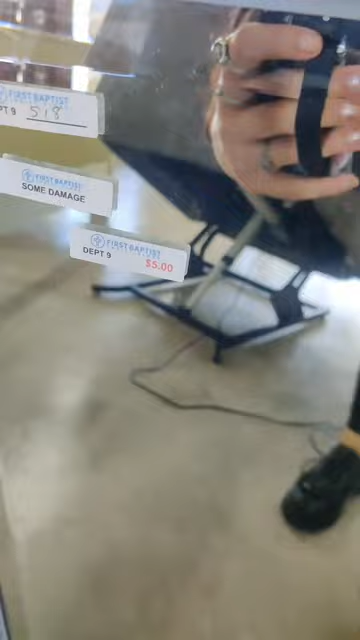 FIRST BAPTIST
PT 9 518
FIRST BAPTIST
SOME DAMAGE
FIRST BAPTIST
DEPT 9
$5.00